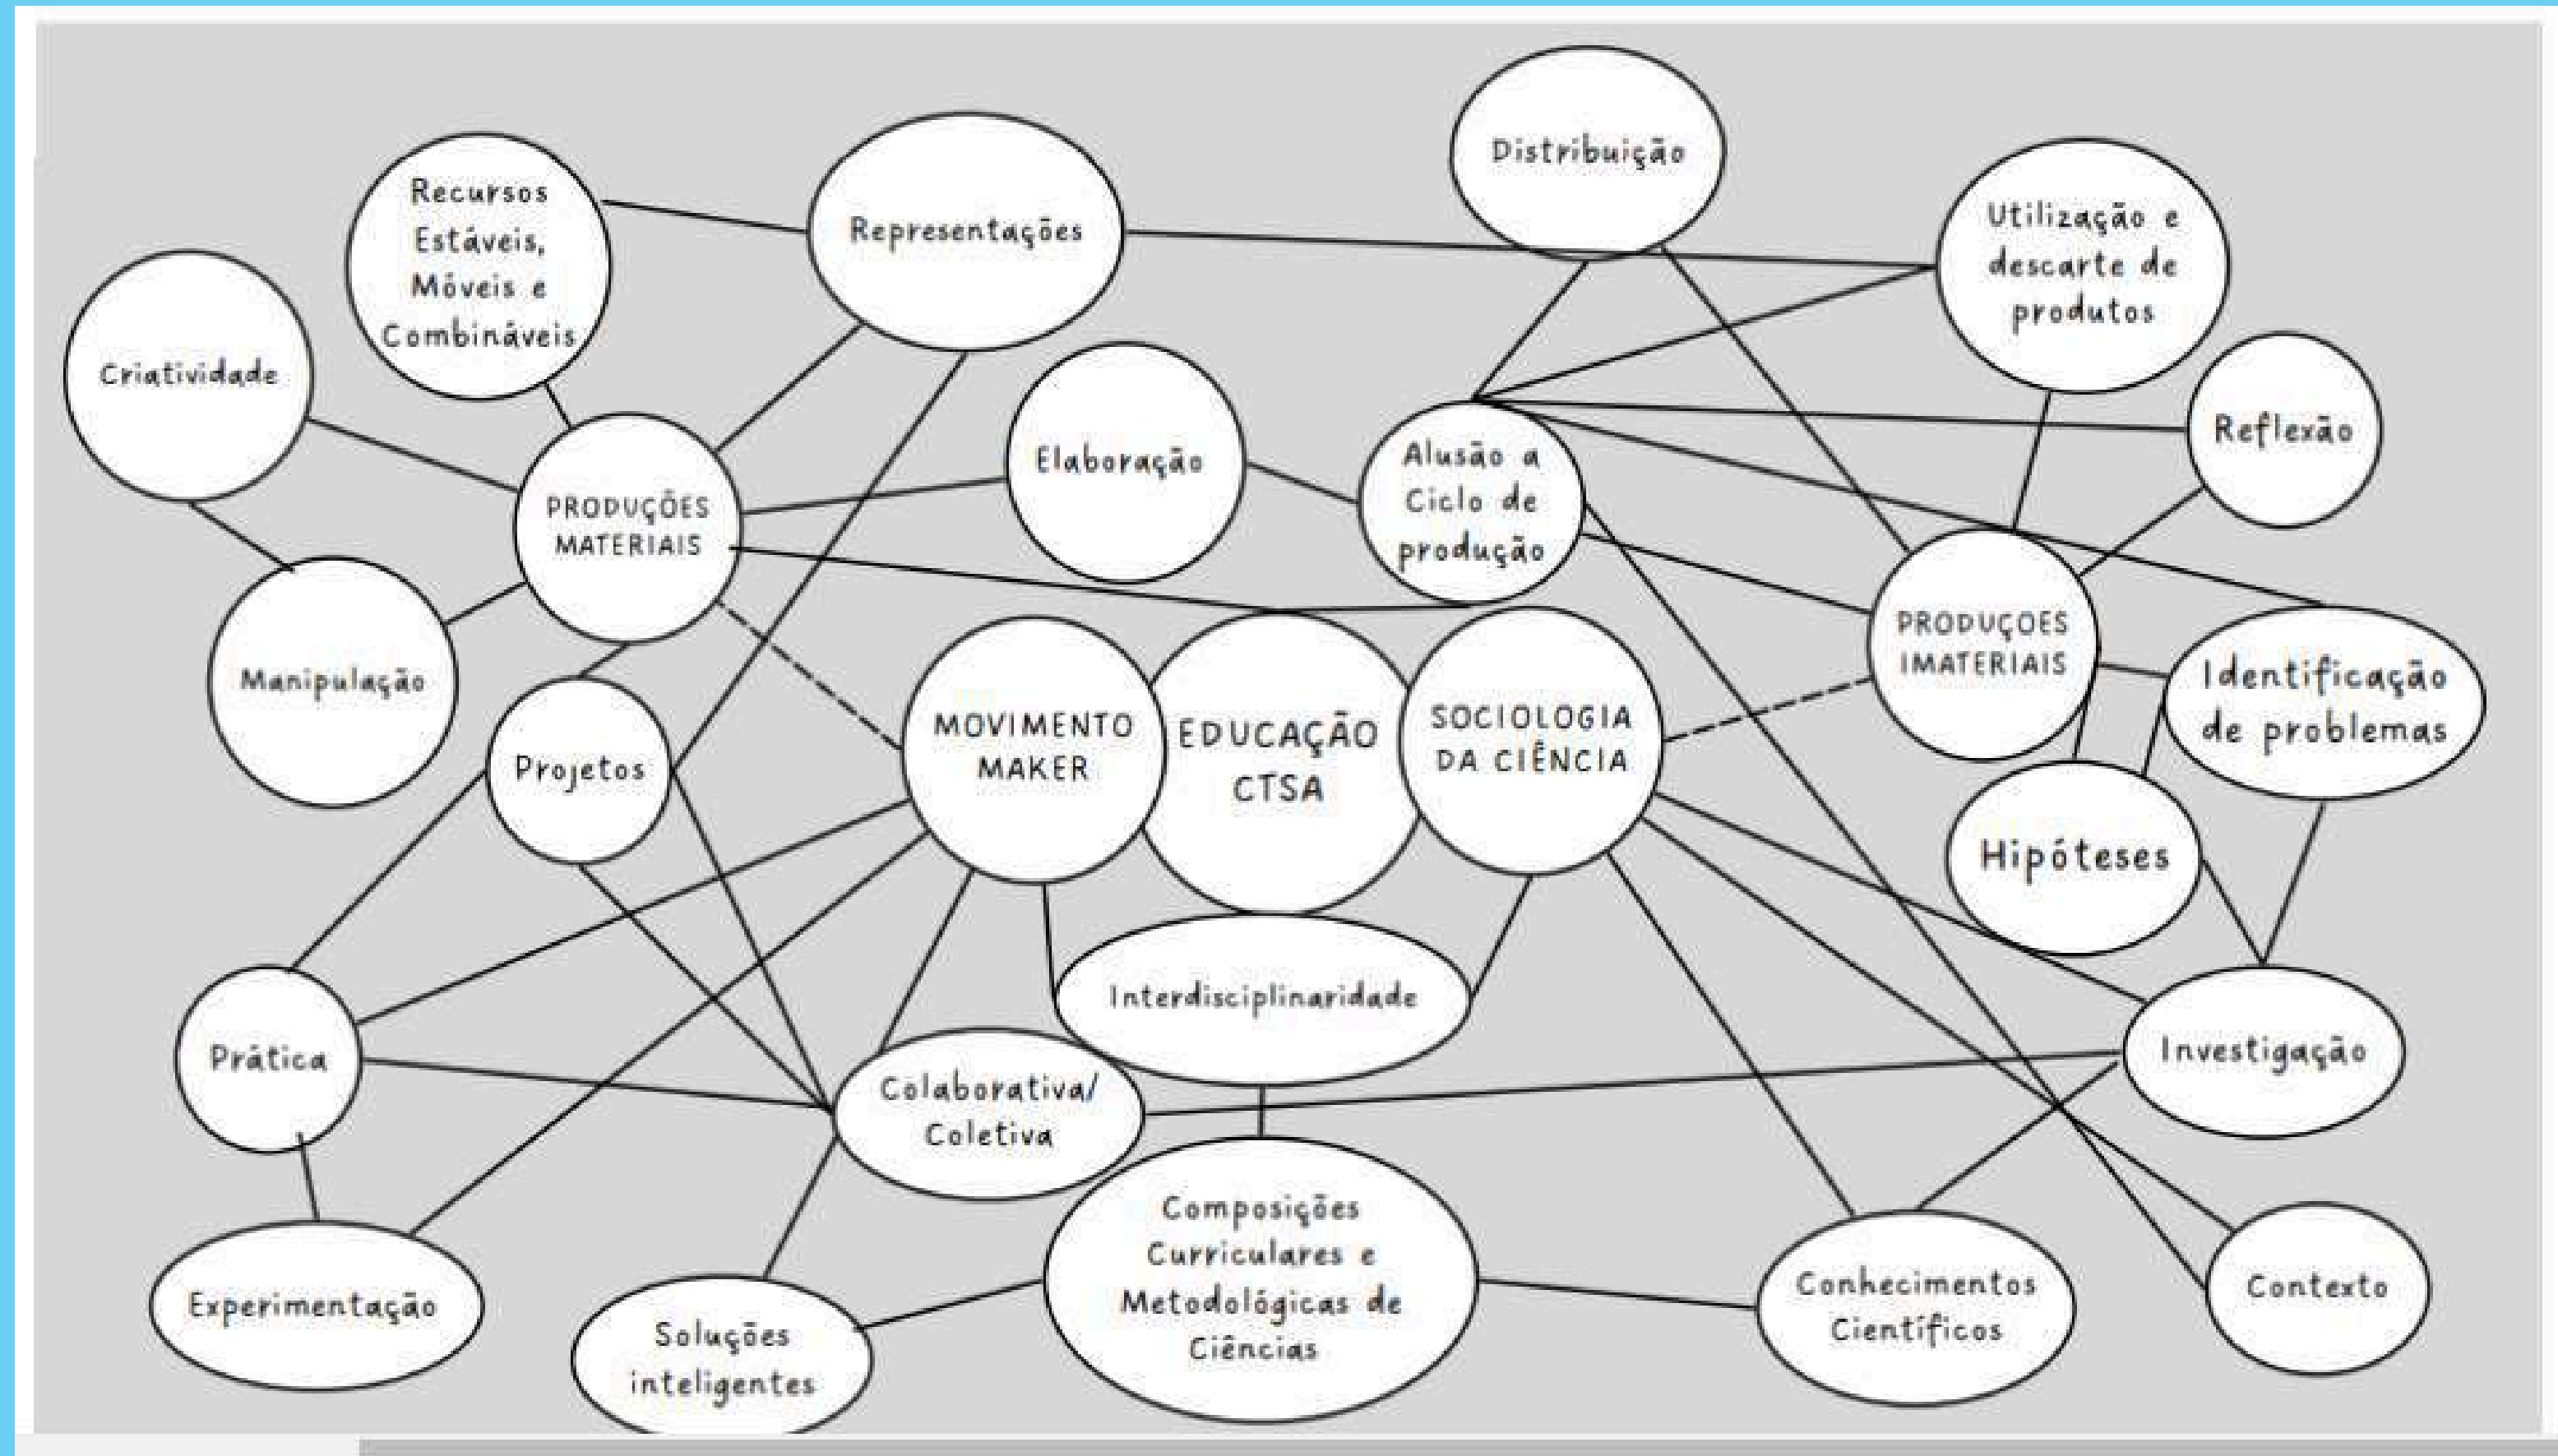 Distribuição
Recursos
Estáveis,
Móveis e
Combináveis
Representações
Utilização e
descarte de
produtos
Criatividade
Elaboração
Alusão a
Ciclo de
produção
Reflexão
PRODUÇÕES
MATERIAIS
PRODUÇOES
IMATERIAIS
Manipulação
Identificação
de problemas
Projetos
MOVIMENTO
MAKER
EDUCAÇÃO
CTSA
SOCIOLOGIA
DA CIÊNCIA
Hipóteses
Interdisciplinaridade
Prática
Colaborativa/
Coletiva
Investigação
Experimentação
Soluções
inteligentes
Composições
Curriculares e
Metodológicas de
Ciências
Conhecimentos
Científicos
Contexto